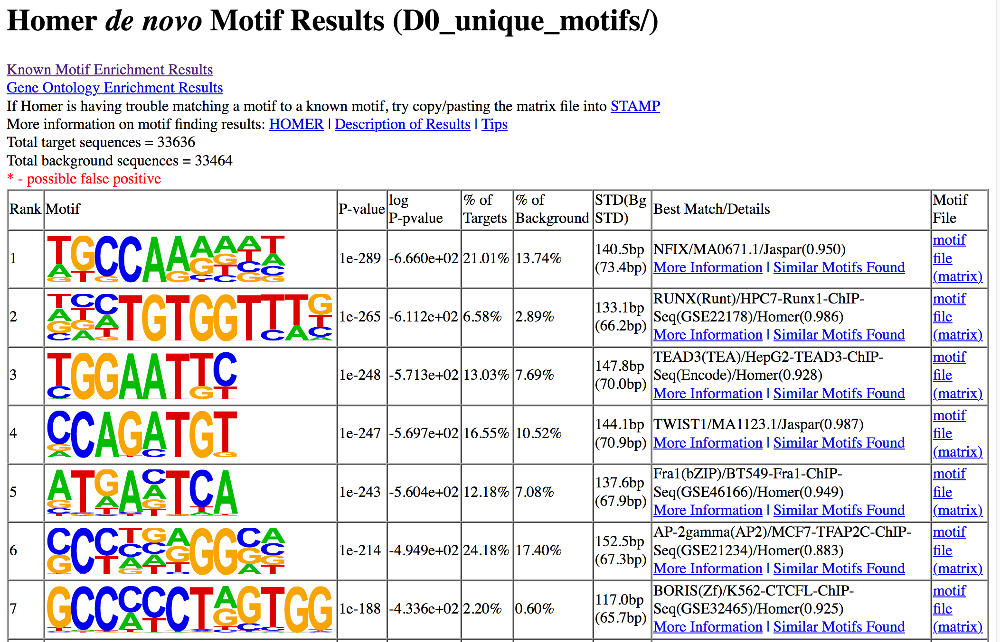 Homer de novo Motif Results (D0_unique_motifs/)
Known Motif Enrichment Results
Gene Ontology Enrichment Results
If Homer is having trouble matching a motif to a known motif, try copy/pasting the matrix file into STAMP
More information on motif finding results: HOMER | Description of Results | Tips
Total target sequences = 33636
Total background sequences = 33464
* - possible false positive
Rank Motif P-value log P-pvalue % of Targets % of Background STD(Bg STD) Best Match/Details Motif File
1 TGCCAAAAAT 1e-289 -6.660e+02 21.01% 13.74% 140.5bp (73.4bp) NFIX/MA0671.1/Jaspar(0.950) More Information | Similar Motifs Found motif file (matrix)
2 TCCTGTGGTTTG 1e-265 -6.112e+02 6.58% 2.89% 133.1bp (66.2bp) RUNX(Runt)/HPC7-Runx1-ChIP-Seq(GSE22178)/Homer(0.986) More Information | Similar Motifs Found motif file (matrix)
3 TGGAATTC 1e-248 -5.713e+02 13.03% 7.69% 147.8bp (70.0bp) TEAD3(TEA)/HepG2-TEAD3-ChIP-Seq(Encode)/Homer(0.928) More Information | Similar Motifs Found motif file (matrix)
4 CCAGATGT 1e-247 -5.697e+02 16.55% 10.52% 144.1bp (70.9bp) TWIST1/MA1123.1/Jaspar(0.987) More Information | Similar Motifs Found motif file (matrix)
5 ATGACTCA 1e-243 -5.604e+02 12.18% 7.08% 137.6bp (67.9bp) Fra1(bZIP)/BT549-Fra1-ChIP-Seq(GSE46166)/Homer(0.949) More Information | Similar Motifs Found motif file (matrix)
6 CCCTGAGGCA 1e-214 -4.949e+02 24.18% 17.40% 152.5bp (67.3bp) AP-2gamma(AP2)/MCF7-TFAP2C-ChIP-Seq(GSE21234)/Homer(0.883) More Information | Similar Motifs Found motif file (matrix)
7 GCCCCCTAGTGG 1e-188 -4.336e+02 2.20% 0.60% 117.0bp (65.7bp) BORIS(Zf)/K562-CTCFL-ChIP-Seq(GSE32465)/Homer(0.925) More Information | Similar Motifs Found motif file (matrix)